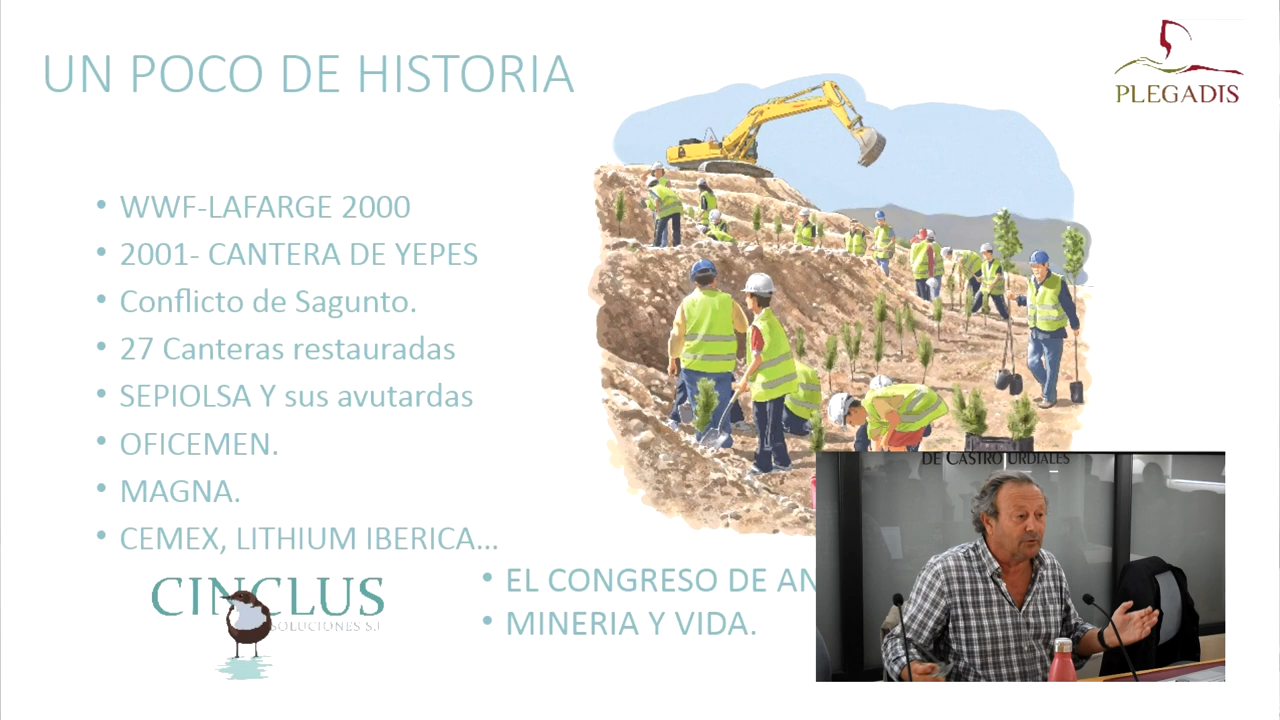 UN POCO DE HISTORIA
PLEGADIS
• WWF-LAFARGE 2000
• 2001- CANTERA DE YEPES
• Conflicto de Sagunto.
• 27 Canteras restauradas
• SEPIOLSA Y sus avutardas
• OFICEMEN.
• MAGNA.
• CEMEX, LITHIUM IBERICA...
CINCLUS
SOLUCIONES S.L
• EL CONGRESO DE
• MINERIA Y VIDA.
DE CASTRO URDIALES